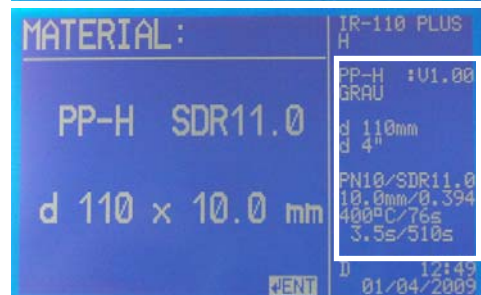 MATERIAL:
PP-H SDR11.0
d 110 x 10.0 mm
↲ENT
IR-110 PLUS
H
PP-H :V1.00
GRAU
d 110mm
d 4"
PN10/SDR11.0
10.0mm/0.394
400ºC/76s
3.5s/510s
D 12:49
01/04/2009